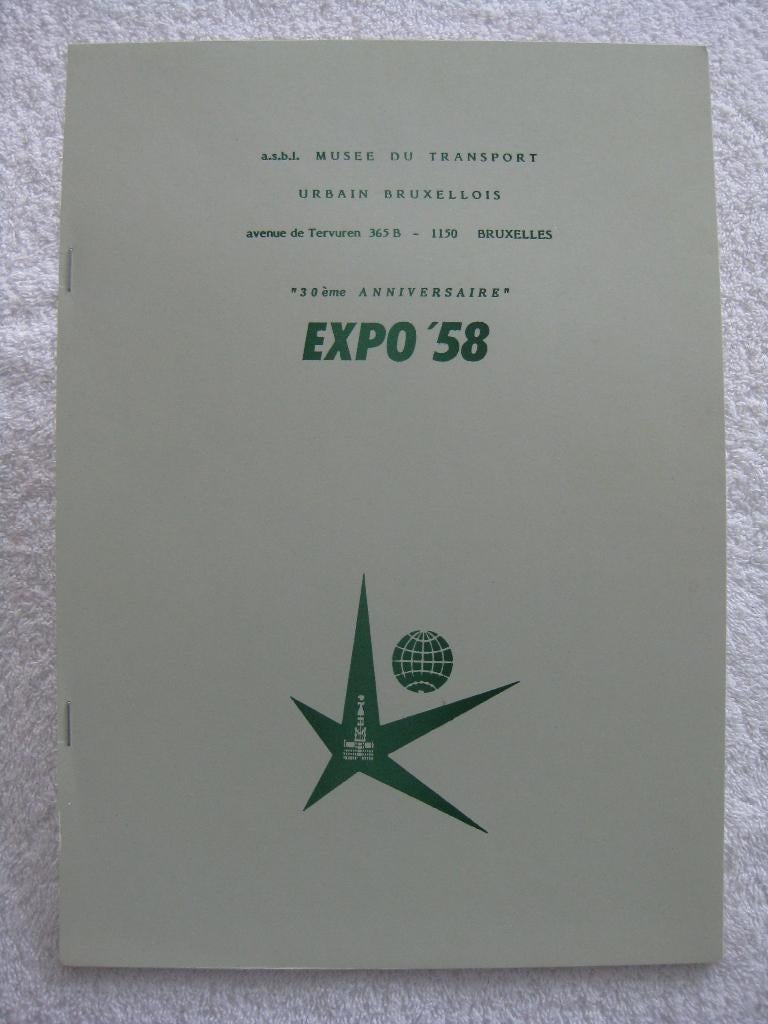 a.s.b.l. MUSEE DU TRANSPORT
URBAIN BRUXELLOIS
avenue de Tervuren 365 B - 1150 BRUXELLES
"30ème ANNIVERSAIRE"
EXPO ´58